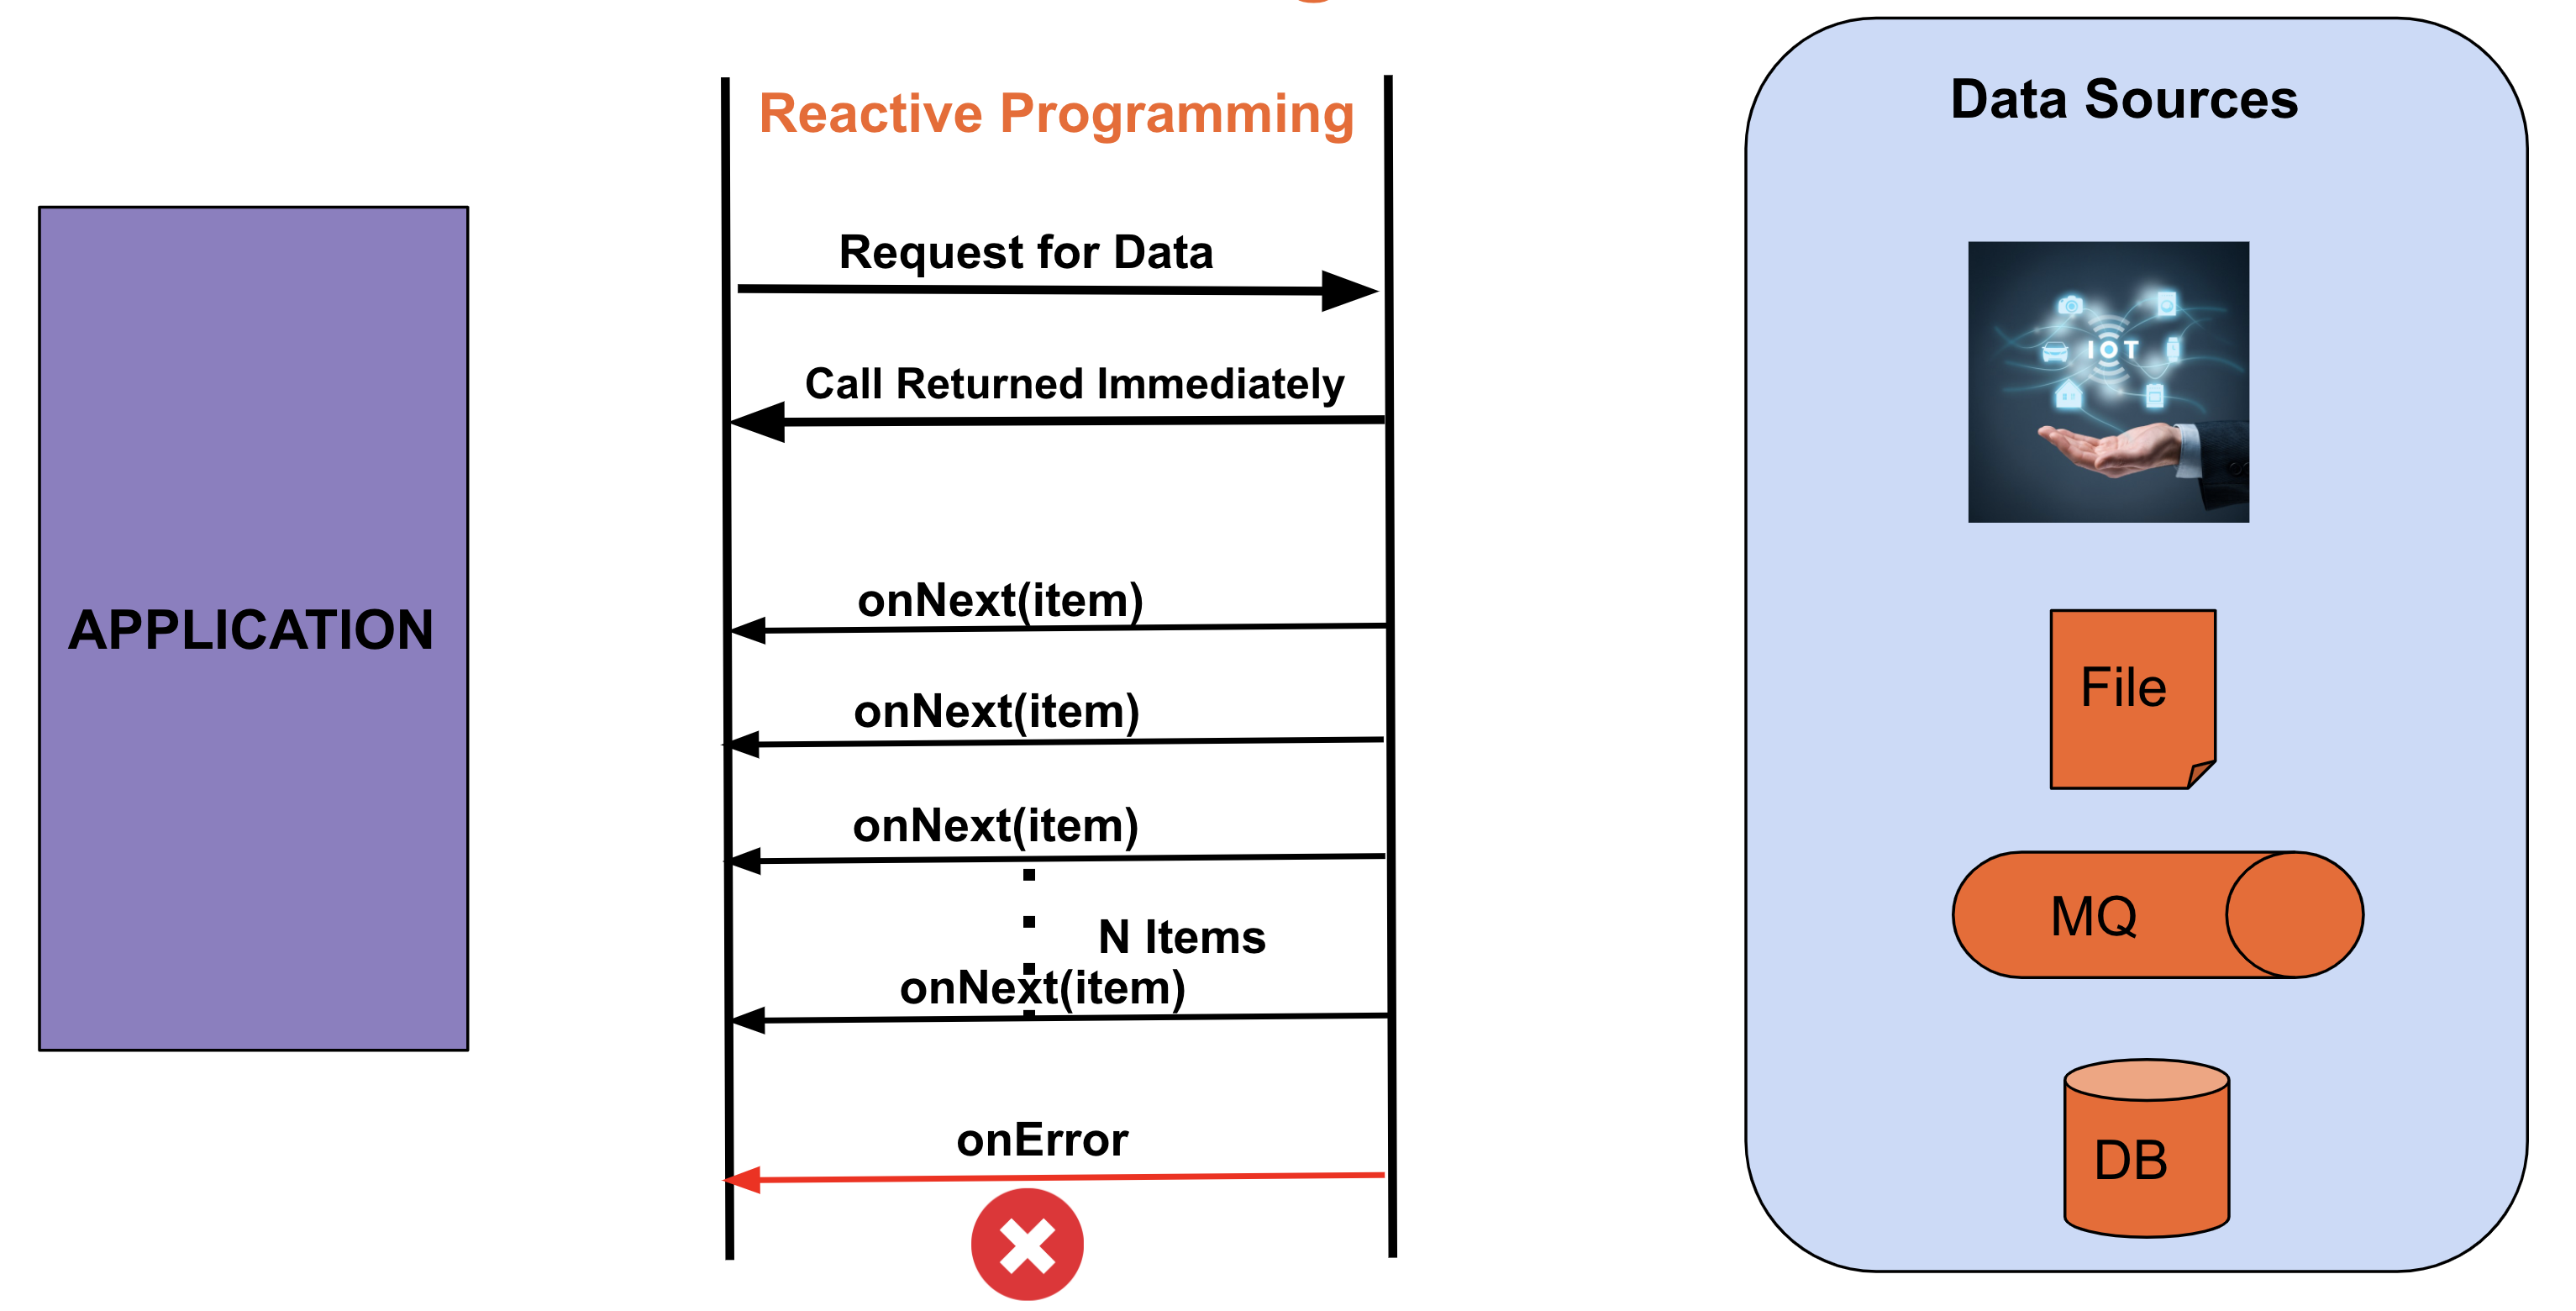 Reactive Programming
Data Sources
Request for Data
Call Returned Immediately
IOT
APPLICATION
onNext(item)
onNext(item)
onNext(item)
N Items
onNext(item)
onError
File
MQ
DB